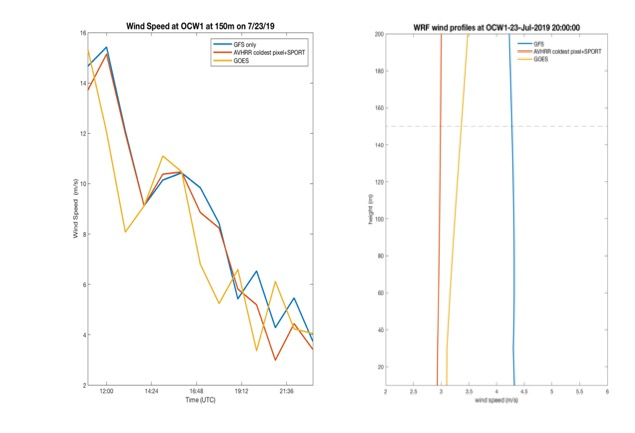 Wind Speed at OCW1 at 150m on 7/23/19
GFS only
AVHRR coldest pixel+SPORT
GOES
16
14
12
10
8
6
4
2
Wind Speed (m/s)
12:00
14:24
16:48
19:12
21:36
Time (UTC)
WRF wind profiles at OCW1-23-Jul-2019 20:00:00
GFS
AVHRR coldest pixel+SPORT
GOES
200
180
160
140
120
100
80
60
40
20
height (m)
2
2.5
3
3.5
4
4.5
5
5.5
6
wind speed (m/s)